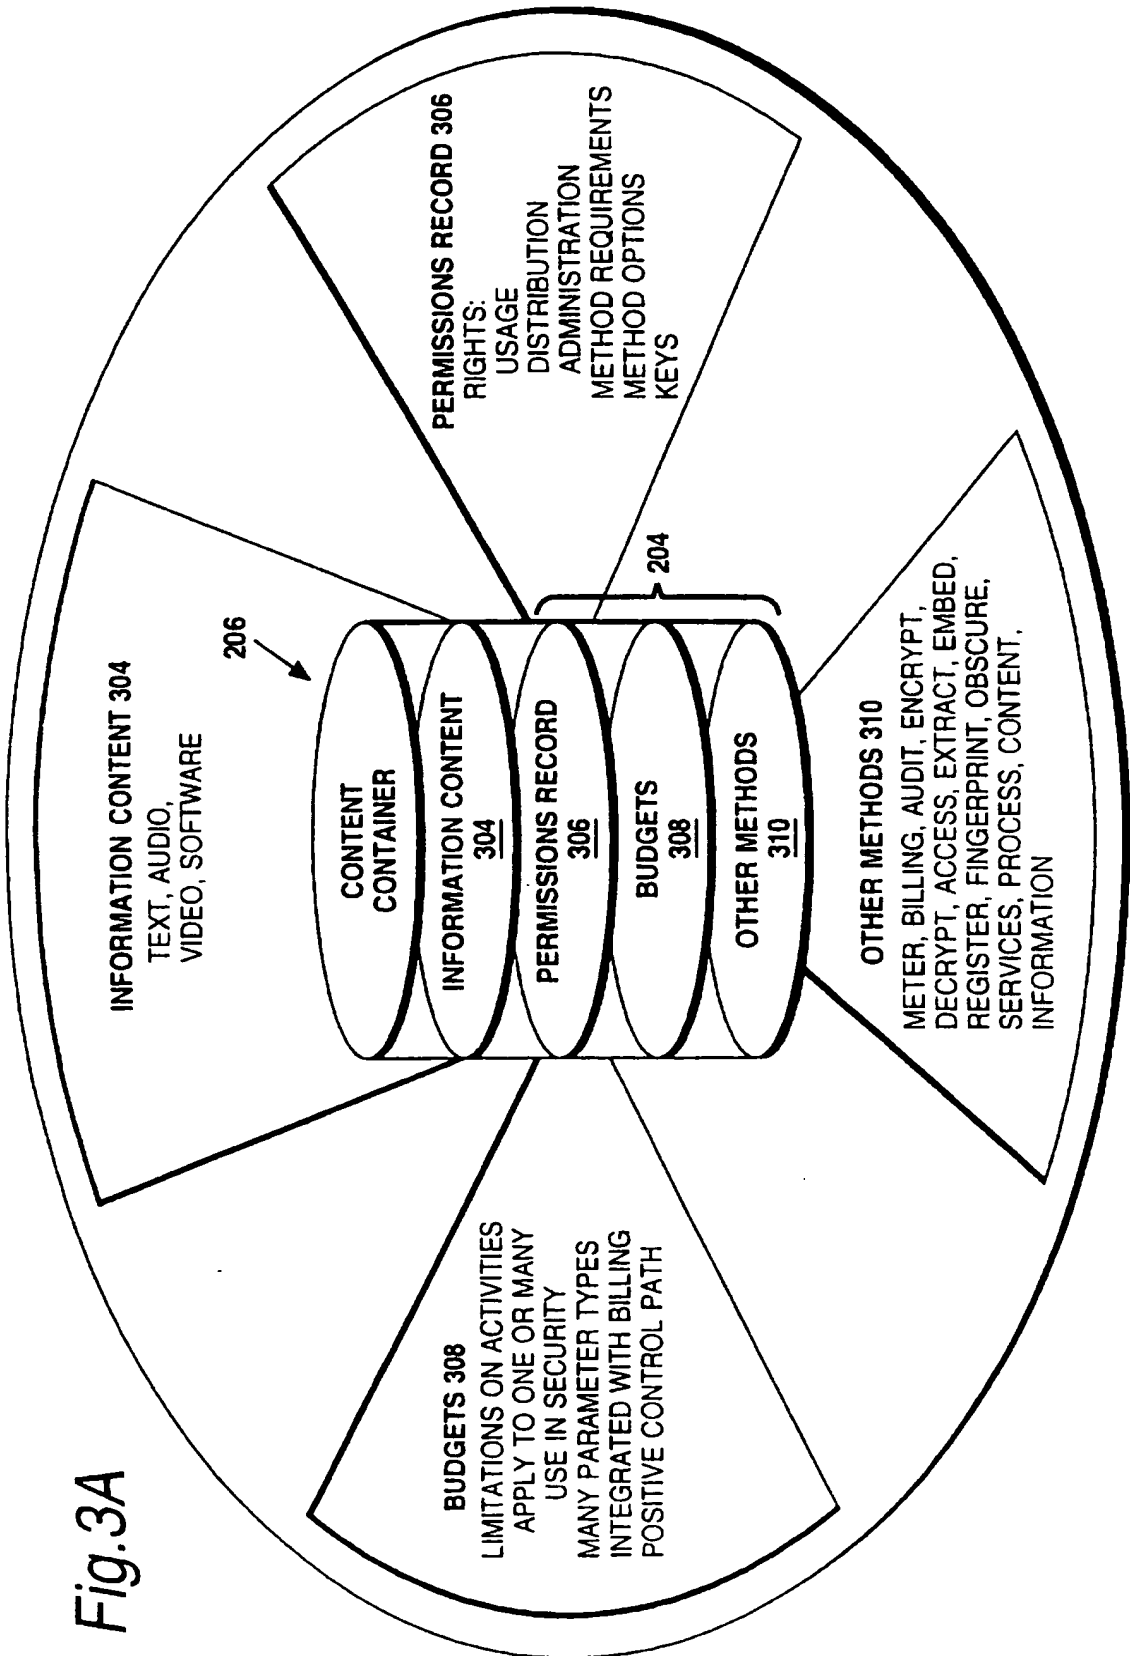 Fig.3A
INFORMATION CONTENT 304
TEXT, AUDIO,
VIDEO, SOFTWARE
206
BUDGETS 308
LIMITATIONS ON ACTIVITIES
APPLY TO ONE OR MANY
USE IN SECURITY
MANY PARAMETER TYPES
INTEGRATED WITH BILLING
POSITIVE CONTROL PATH
CONTENT
CONTAINER
INFORMATION CONTENT
304
PERMISSIONS RECORD
306
BUDGETS
308
OTHER METHODS
310
204
PERMISSIONS RECORD 306
RIGHTS:
USAGE
DISTRIBUTION
ADMINISTRATION
METHOD REQUIREMENTS
METHOD OPTIONS
KEYS
OTHER METHODS 310
METER, BILLING, AUDIT, ENCRYPT,
DECRYPT, ACCESS, EXTRACT, EMBED,
REGISTER, FINGERPRINT, OBSCURE,
SERVICES, PROCESS, CONTENT,
INFORMATION